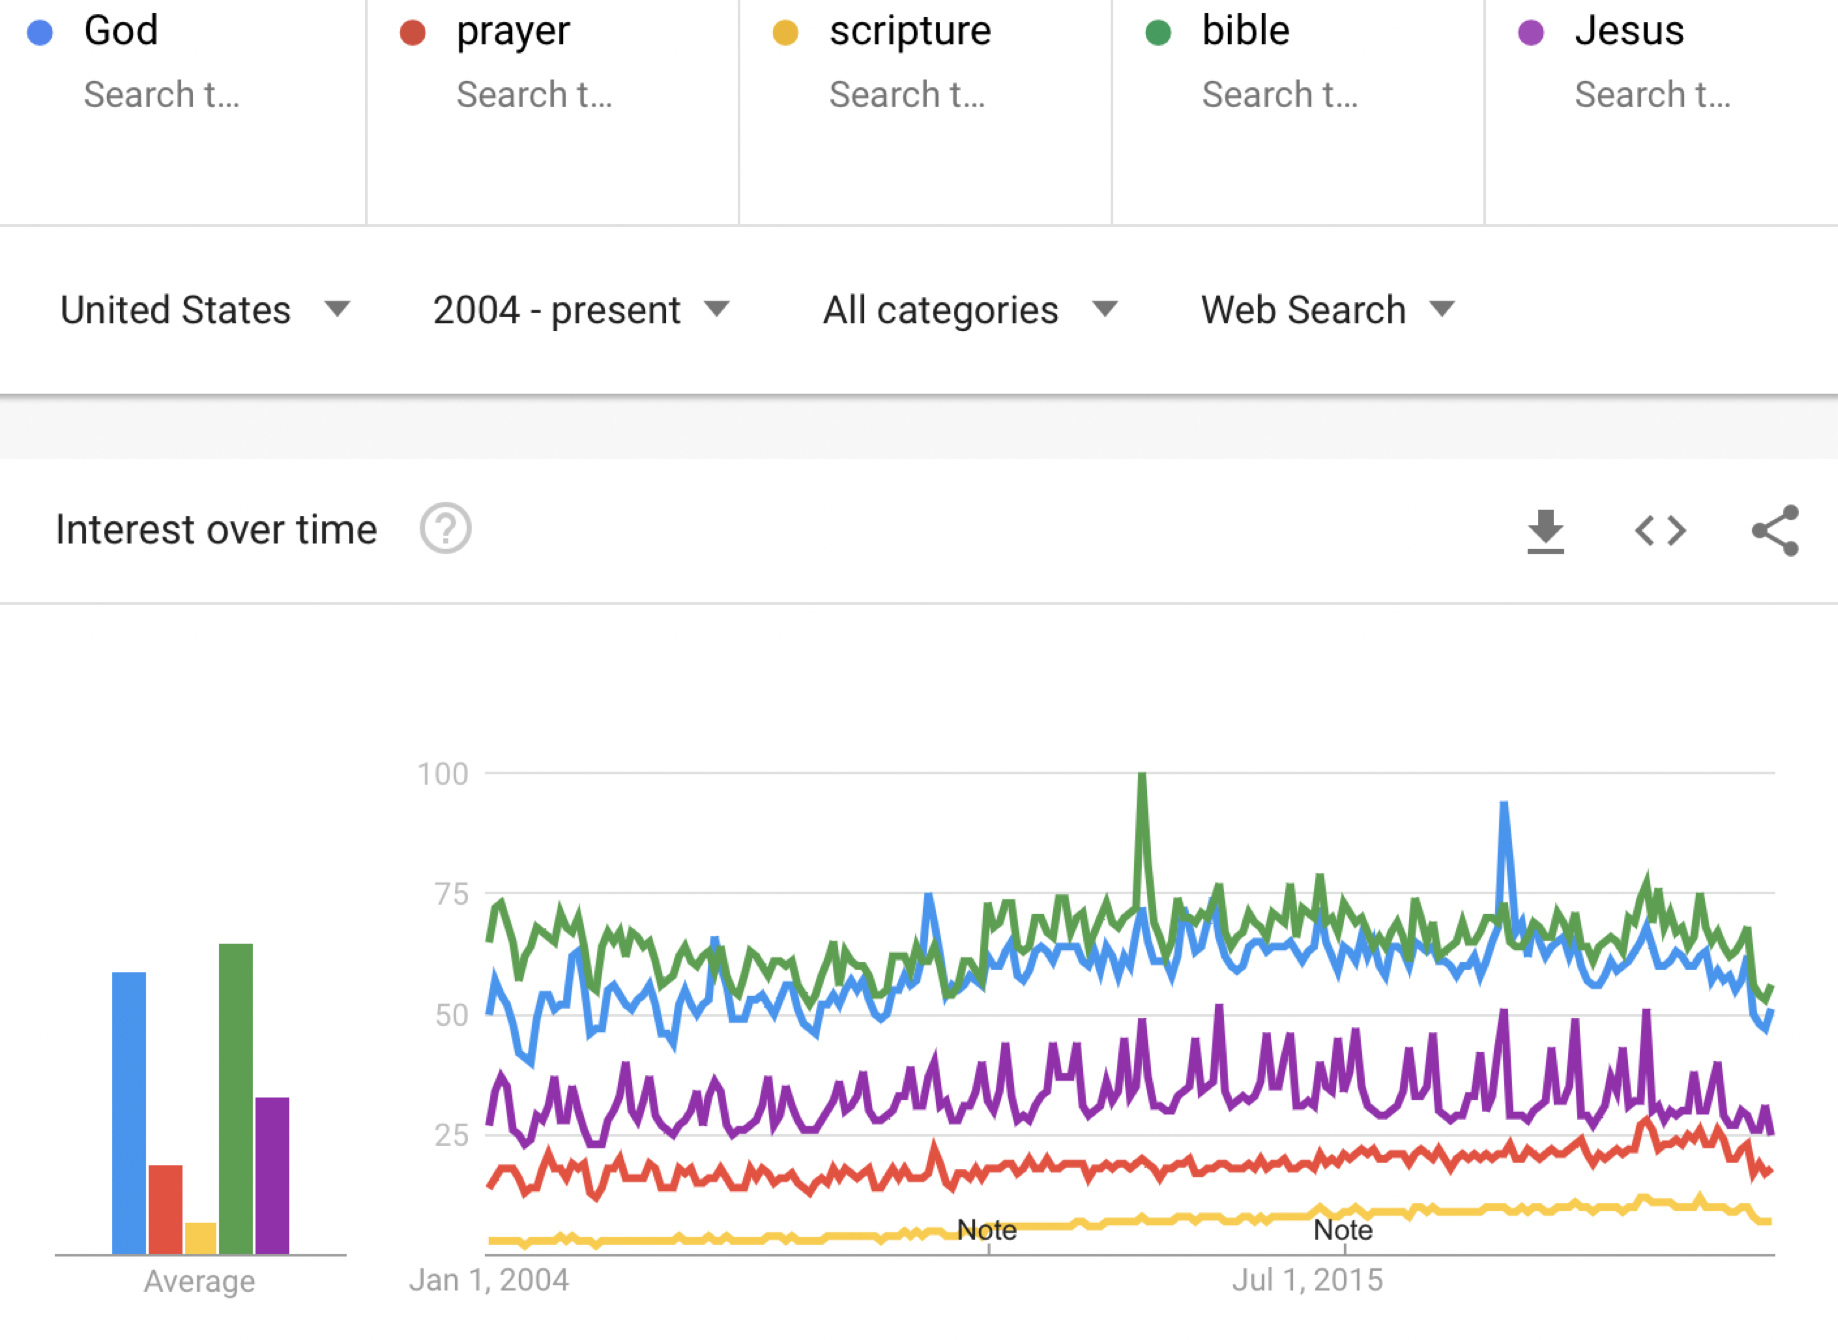 God
prayer
scripture
bible
Jesus
Search t...
Search t...
Search t...
Search t...
Search t...
United States
2004 - present
All categories
Web Search
Interest over time
?
100
75
50
25
Note
Note
Average
Jan 1, 2004
Jul 1, 2015